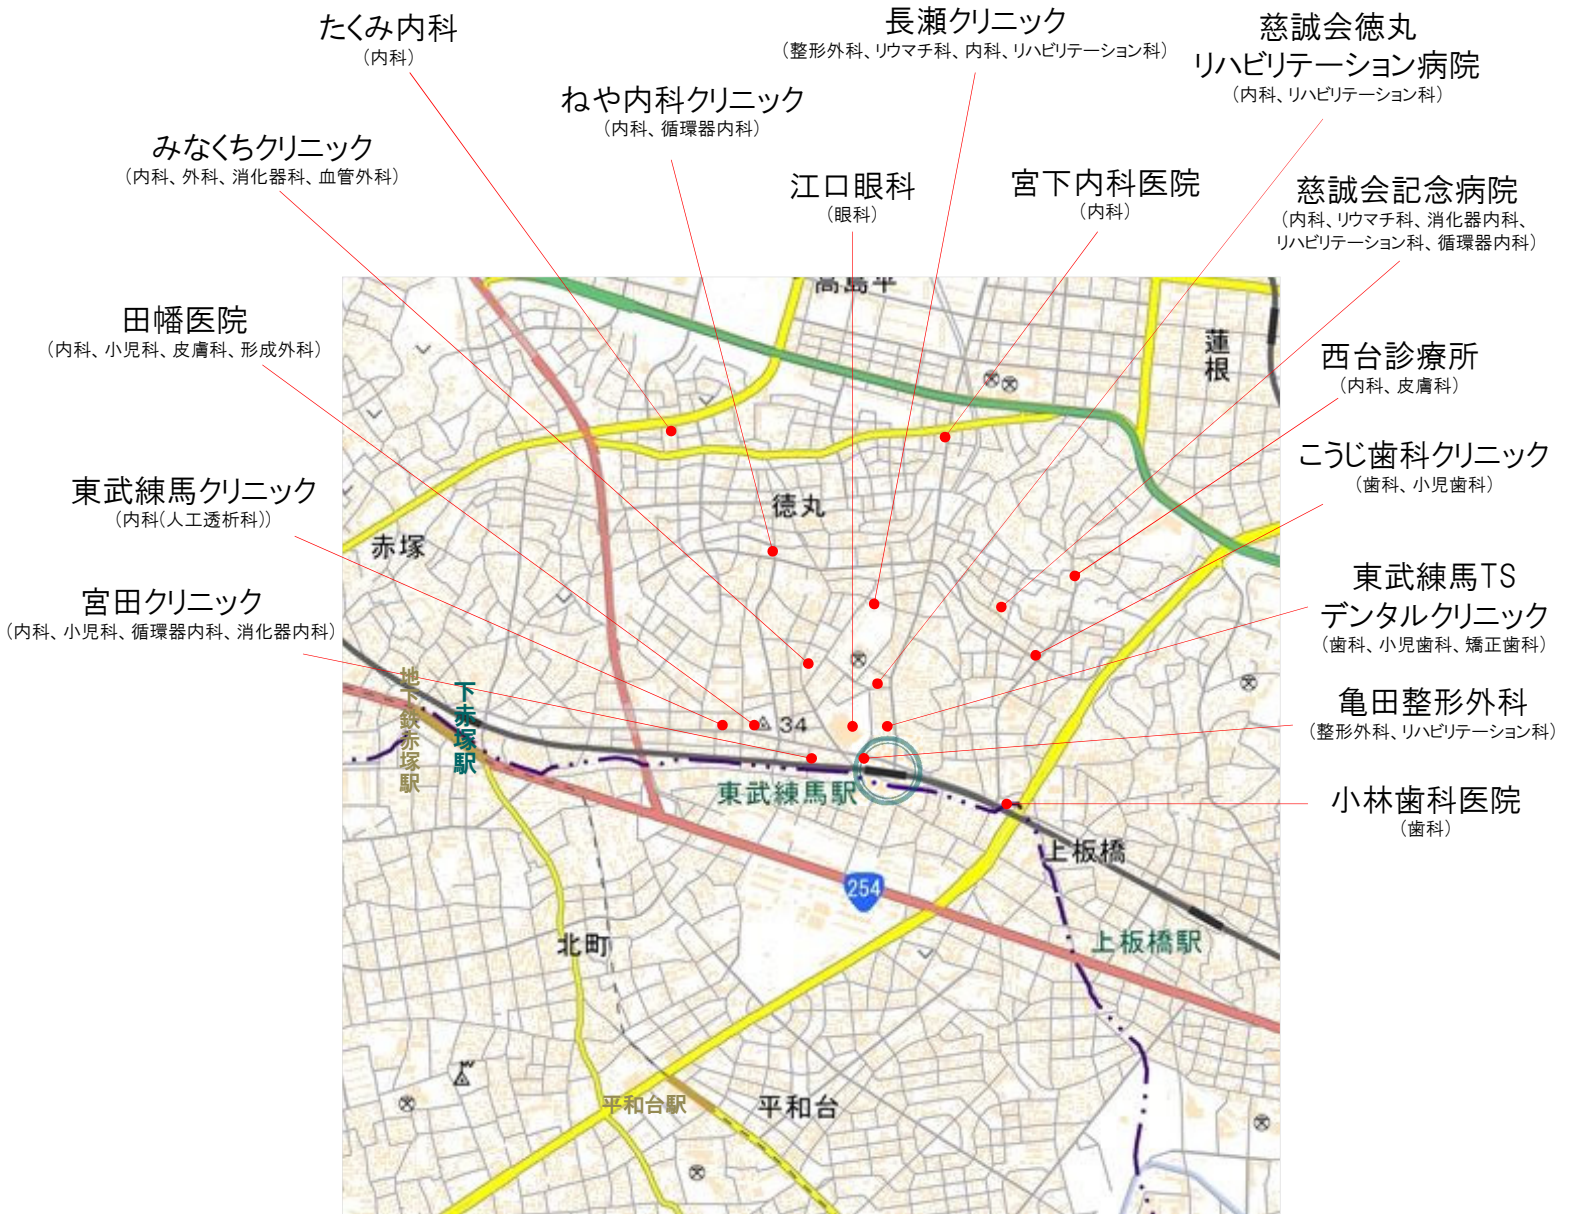 たくみ内科
(内科)
長瀬クリニック
(整形外科、リウマチ科、内科、リハビリテーション科)
慈誠会徳丸
リハビリテーション病院
(内科、リハビリテーション科)
ねや内科クリニック
(内科、循環器内科)
みなくちクリニック
(内科、外科、消化器科、血管外科)
江口眼科
(眼科)
宮下内科医院
(内科)
慈誠会記念病院
(内科、リウマチ科、消化器内科、
リハビリテーション科、循環器内科)
田幡医院
(内科、小児科、皮膚科、形成外科)
西台診療所
(内科、皮膚科)
こうじ歯科クリニック
(歯科、小児歯科)
東武練馬クリニック
(内科(人工透析科))
東武練馬TS
デンタルクリニック
(歯科、小児歯科、矯正歯科)
宮田クリニック
(内科、小児科、循環器内科、消化器内科)
亀田整形外科
(整形外科、リハビリテーション科)
小林歯科医院
(歯科)
高島平
蓮根
徳丸
赤塚
地下鉄赤塚駅
下赤塚駅
34
東武練馬駅
上板橋
254
上板橋駅
北町
平和台駅
平和台